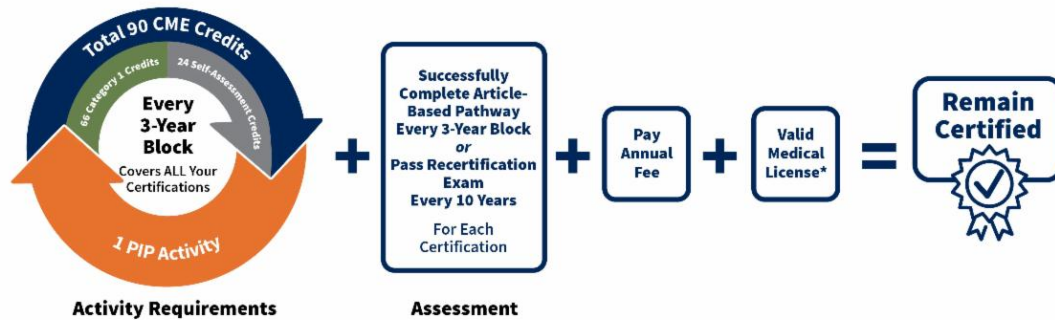 Total 90 CME Credits
66 Category 1 Credits
24 Self-Assessment Credits
Every
3-Year
Block
Covers ALL Your
Certifications
1 PIP Activity
Activity Requirements
+
Successfully
Complete Article-
Based Pathway
Every 3-Year Block
or
Pass Recertification
Exam
Every 10 Years
For Each
Certification
Assessment
+
Pay
Annual
Fee
+
Valid
Medical
License*
=
Remain
Certified